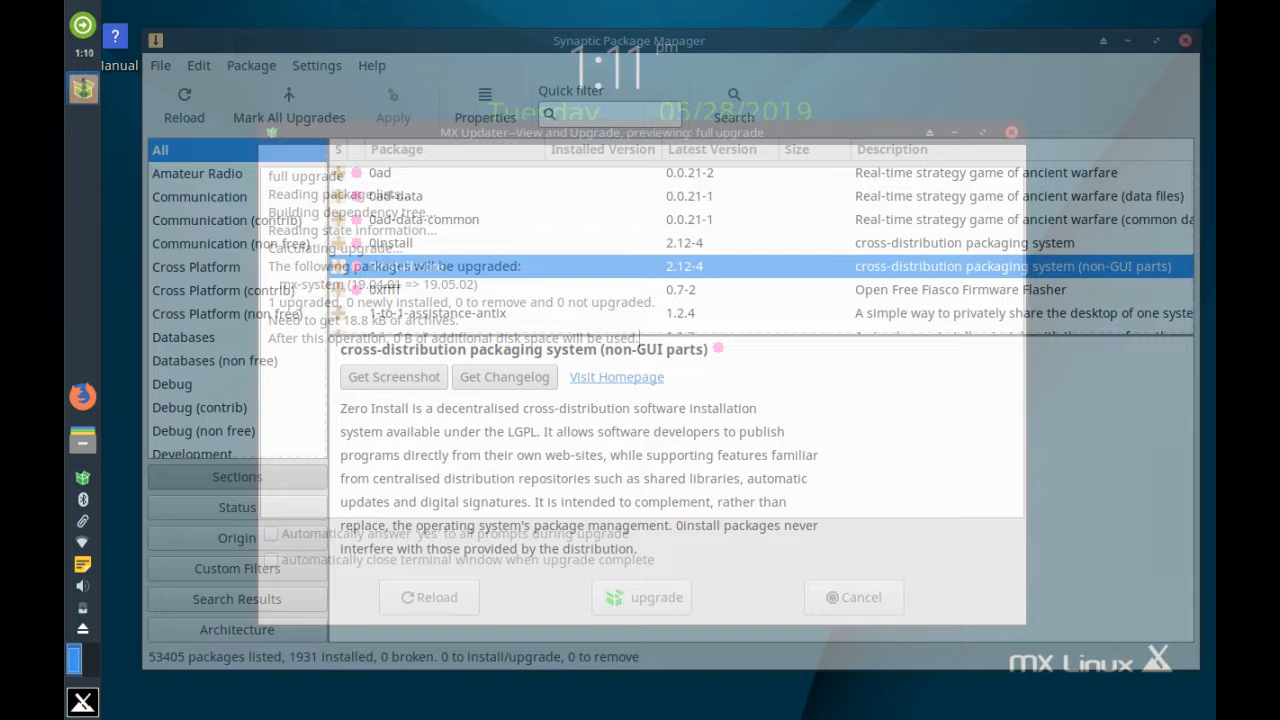 ?
1:10
Manual
Synaptic Package Manager
1:11 pm
Tuesday 05/28/2019
File Edit Package Settings Help
Reload
Mark All Upgrades
Apply
Properties
Quick filter
Search
MX Updater--View and Upgrade, previewing: full upgrade
All
Amateur Radio
Communication
Communication (contrib)
Communication (non free)
Cross Platform
Cross Platform (contrib)
Cross Platform (non free)
Databases
Databases (non free)
Debug
Debug (contrib)
Debug (non free)
Development
S Package Installed Version Latest Version Size Description
0ad 0.0.21-2 Real-time strategy game of ancient warfare
0ad-data 0.0.21-1 Real-time strategy game of ancient warfare (data files)
0ad-data-common 0.0.21-1 Real-time strategy game of ancient warfare (common da
0install 2.12-4 cross-distribution packaging system
2.12-4 cross-distribution packaging system (non-GUI parts)
0xffff 0.7-2 Open Free Fiasco Firmware Flasher
1-to-1-assistance-antix 1.2.4 A simple way to privately share the desktop of one syste
full upgrade
Reading package lists...
Building dependency tree...
Reading state information...
Calculating upgrade...
The following packages will be upgraded:
mx-system (19.04.01 => 19.05.02)
1 upgraded, 0 newly installed, 0 to remove and 0 not upgraded.
Need to get 18.8 kB of archives.
After this operation, 0 B of additional disk space will be used.
cross-distribution packaging system (non-GUI parts)
Get Screenshot Get Changelog Visit Homepage
Zero Install is a decentralised cross-distribution software installation
system available under the LGPL. It allows software developers to publish
programs directly from their own web-sites, while supporting features familiar
from centralised distribution repositories such as shared libraries, automatic
updates and digital signatures. It is intended to complement, rather than
replace, the operating system's package management. 0install packages never
interfere with those provided by the distribution.
Sections
Status
Origin
Custom Filters
Search Results
Architecture
Automatically answer 'yes' to all prompts during upgrade
automatically close terminal window when upgrade complete
Reload upgrade Cancel
53405 packages listed, 1931 installed, 0 broken. 0 to install/upgrade, 0 to remove
MX Linux